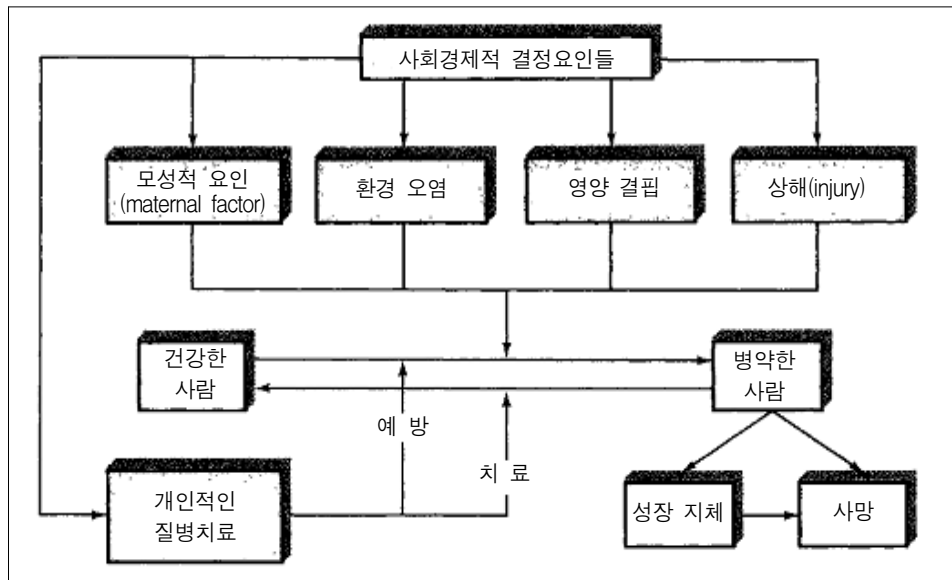 사회경제적 결정요인들
모성적 요인
(maternal factor)
환경 오염
영양 결핍
상해(injury)
건강한
사람
병약한
사람
예 방
치 료
개인적인
질병치료
성장 지체
사망